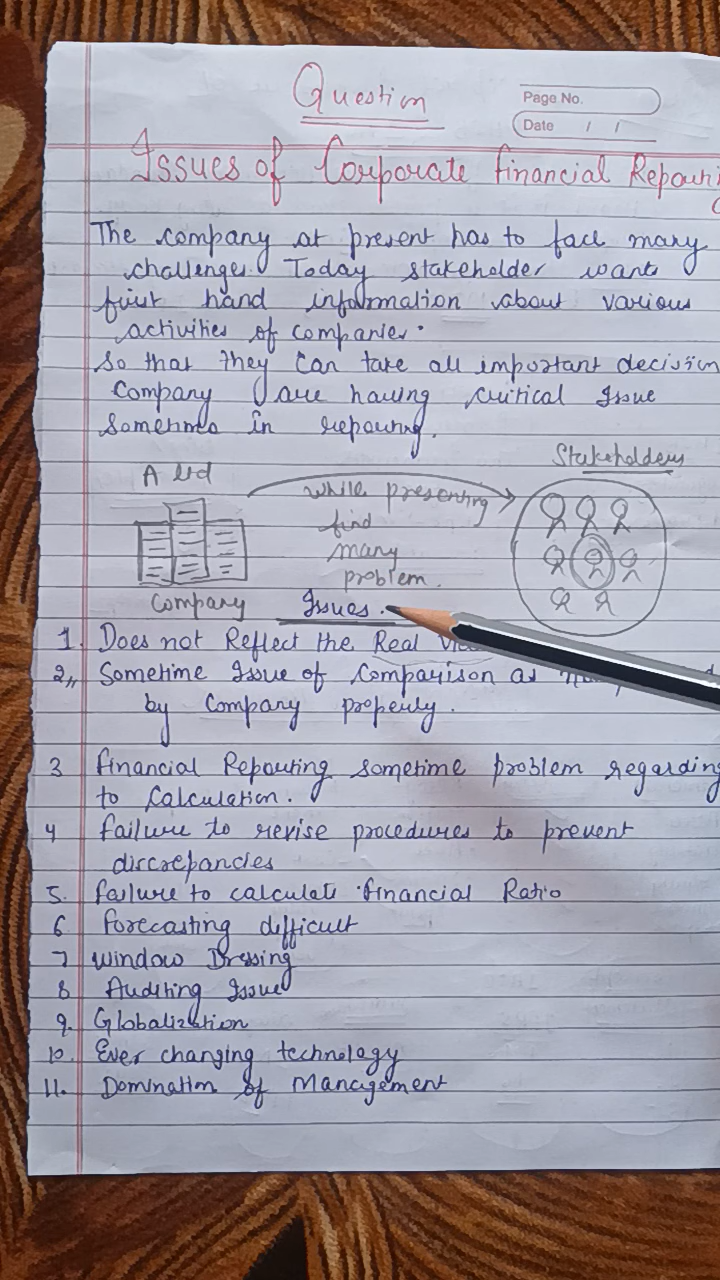 Question
Page No.
Date / /
Issues of Corporate financial Repouring
The company at present has to face many
challenges. Today stakeholder wants
first hand information about various
activities of companies.
So that they can take all important decision
Company are having critical Issue
sometimes in repouring.
A ltd
Stakeholders
while presenting
find
many
problem.
Company
Issues.
1. Does not Reflect the Real
2,, Sometime Issue of Comparison as
by Company properly.
3 financial Reporting sometime problem regarding
to Calculation.
4 failure to revise procedures to prevent
discrepancies
5. failure to calculate financial Ratio
6 forecasting difficult
7 Window Dressing
8 Auditing Issue
9. Globalization
10. Ever changing technology
11. Domination of Management